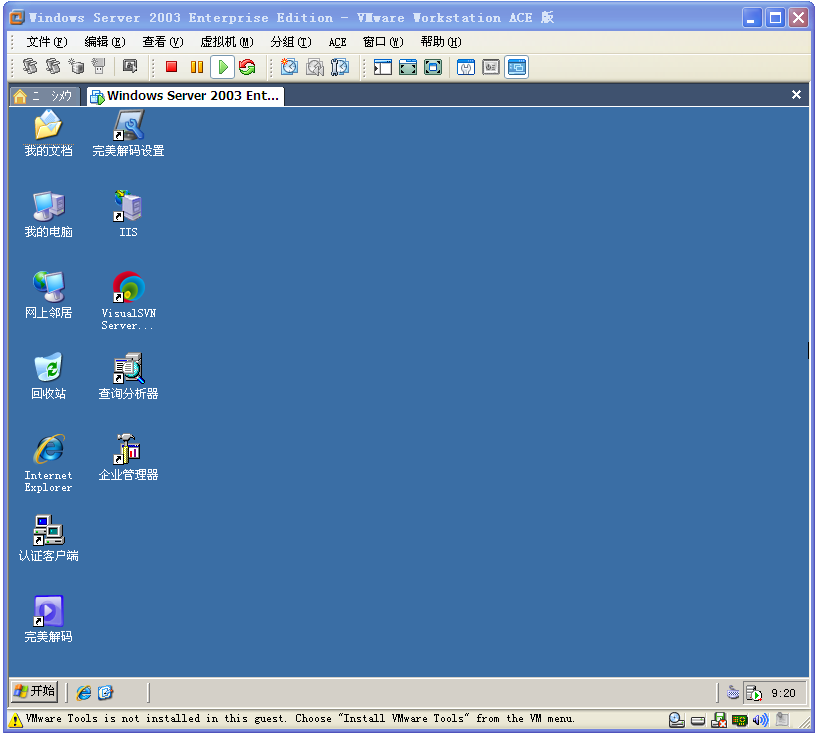 Windows Server 2003 Enterprise Edition - VMware Workstation ACE 版
文件(F) 编辑(E) 查看(V) 虚拟机(M) 分组(T) ACE 窗口(W) 帮助(H)
Windows Server 2003 Ent...
我的文档 完美解码设置
我的电脑 IIS
网上邻居 VisualSVN
Server...
回收站 查询分析器
Internet
Explorer
企业管理器
认证客户端
完美解码
开始 9:20
VMware Tools is not installed in this guest. Choose "Install VMware Tools" from the VM menu.